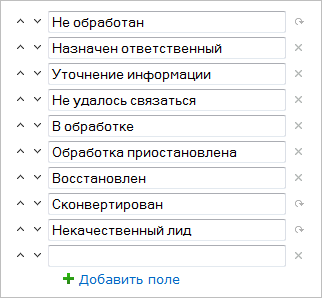 Не обработан
Назначен ответственный
Уточнение информации
Не удалось связаться
В обработке
Обработка приостановлена
Восстановлен
Сконвертирован
Некачественный лид
Добавить поле